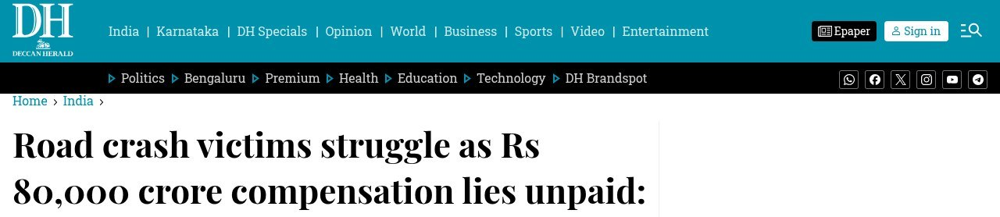 DH
DECCAN HERALD
India | Karnataka | DH Specials | Opinion | World | Business | Sports | Video | Entertainment
Epaper
Sign in
Politics Bengaluru Premium Health Education Technology DH Brandspot
Home › India ›
Road crash victims struggle as Rs
80,000 crore compensation lies unpaid: